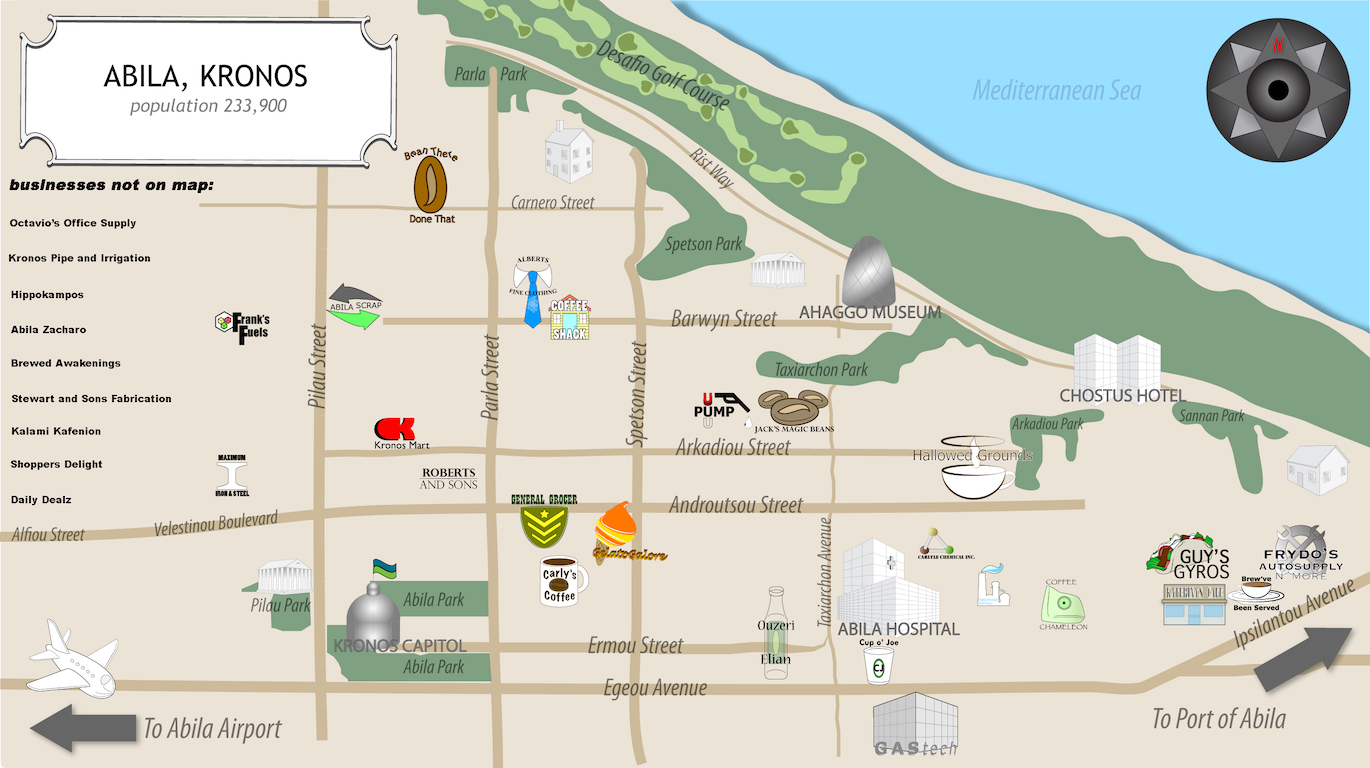 ABILA, KRONOS
population 233,900
businesses not on map:
Octavio's Office Supply
Kronos Pipe and Irrigation
Hippokampos
Abila Zacharo
Brewed Awakenings
Stewart and Sons Fabrication
Kalami Kafenion
Shoppers Delight
Daily Dealz
N
Mediterranean Sea
Desafio Golf Course
Parla Park
Bean There
Done That
Carnero Street
Rist Way
Spetson Park
ALBERTS
FINE CLOTHING
COFFEE
SHACK
ABILA SCRAP
Frank's
Fuels
Barwyn Street
AHAGGO MUSEUM
Pilau Street
Parla Street
Spetson Street
Taxiarchon Park
CHOSTUS HOTEL
Sannan Park
Arkadiou Park
U
PUMP
U
JACK'S MAGIC BEANS
Kronos Mart
Arkadiou Street
Hallowed Grounds
MAXIMUM
IRON & STEEL
ROBERTS
AND SONS
GENERAL GROCER
Androutsou Street
Alfiou Street
Velestinou Boulevard
GelatoGalore
Carly's
Coffee
Taxiarchon Avenue
CARLYLE CHEMICAL INC.
COFFEE
CHAMELEON
GUY'S
GYROS
FRYDO'S
AUTOSUPPLY
N' MORE
KATERINA'S CAFE
Brew've
Been Served
Ipsilantou Avenue
Pilau Park
Abila Park
KRONOS CAPITOL
Abila Park
Ermou Street
Ouzeri
Elian
ABILA HOSPITAL
Cup o' Joe
CJ
Egeou Avenue
GAStech
To Abila Airport
To Port of Abila